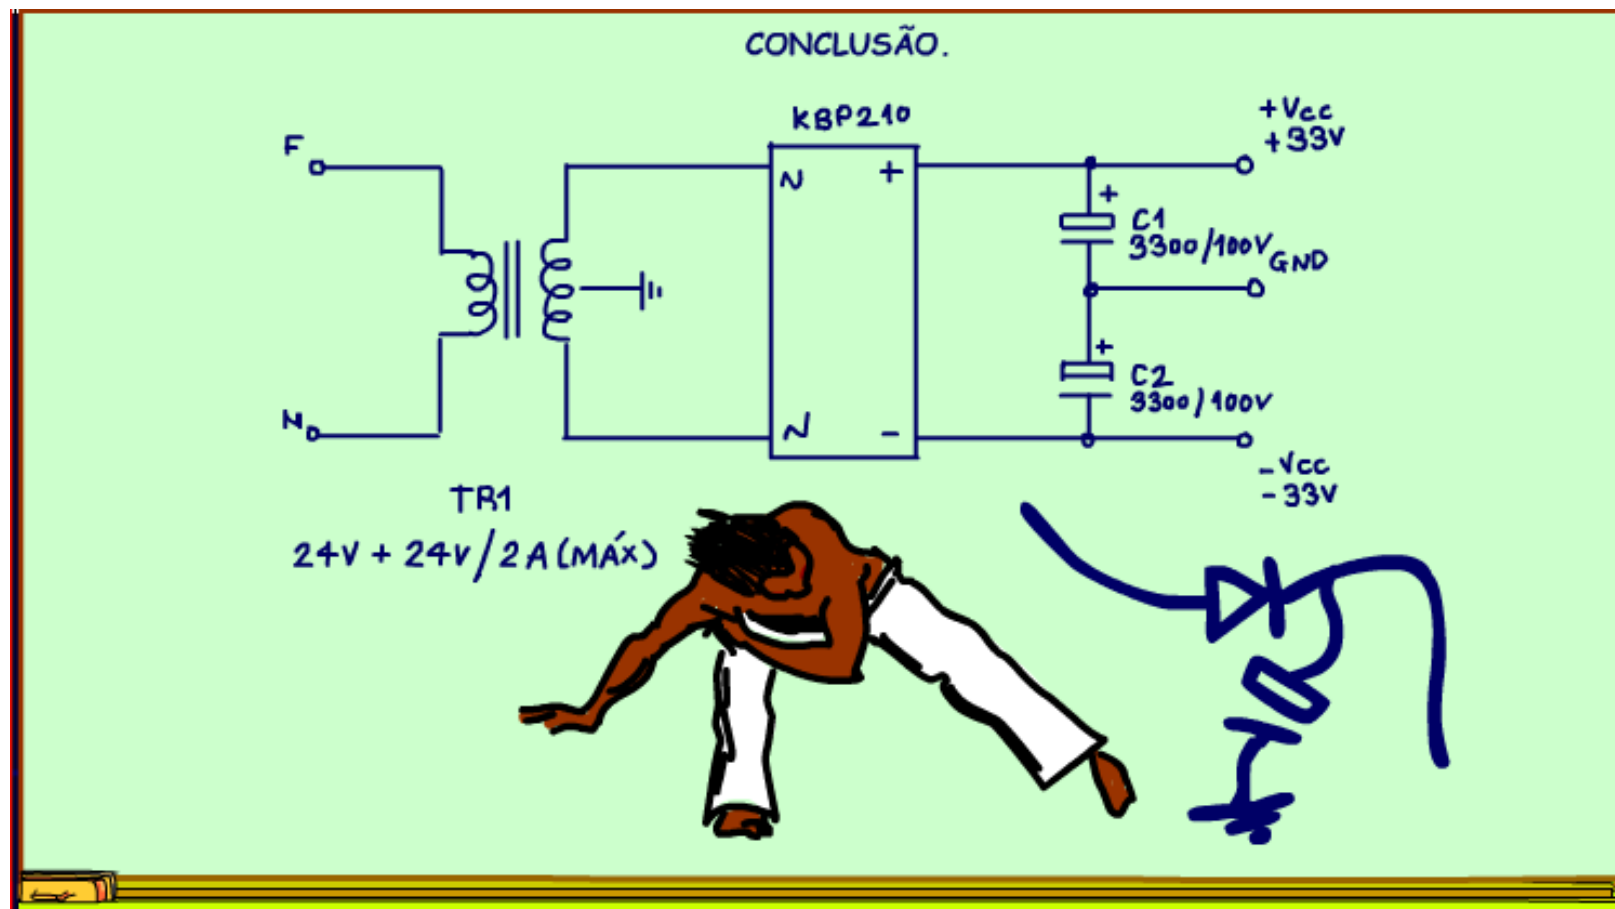 CONCLUSÃO.
KBP210
+Vcc
+33V
F
~ +
+
C1
3300/100V
GND
+
C2
3300/100V
N
~ -
-Vcc
-33V
TR1
24V + 24V/2A (MÁX)